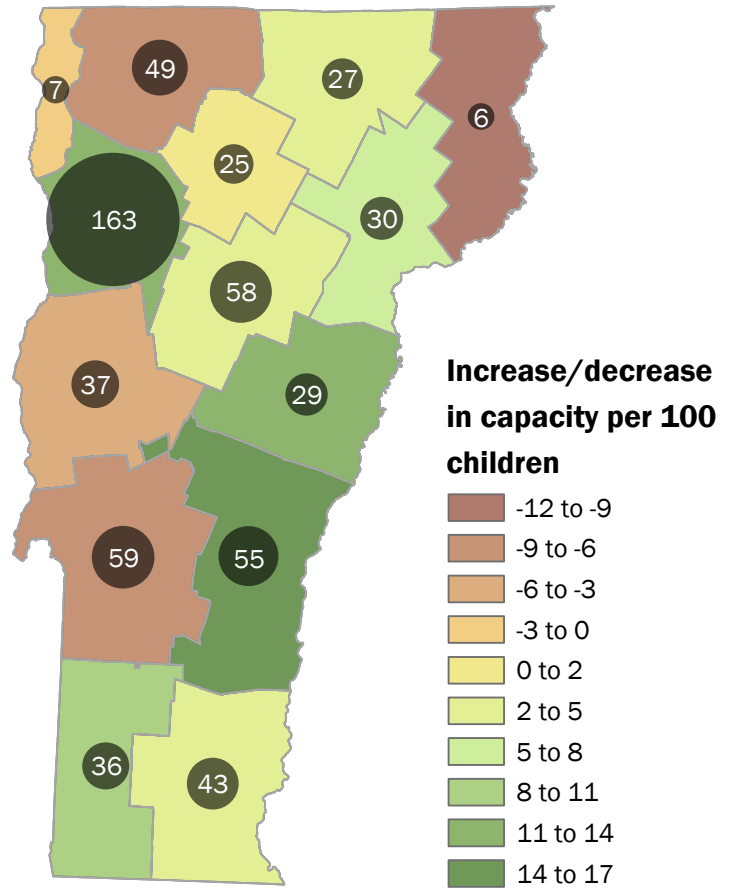 49
27
7
6
25
163
30
58
37
29
59
55
36
43
Increase/decrease
in capacity per 100
children
-12 to -9
-9 to -6
-6 to -3
-3 to 0
0 to 2
2 to 5
5 to 8
8 to 11
11 to 14
14 to 17